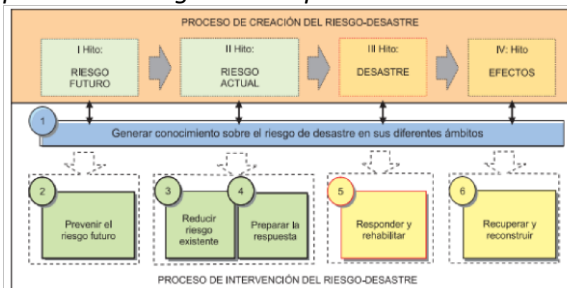 PROCESO DE CREACIÓN DEL RIESGO-DESASTRE
I Hito:
RIESGO
FUTURO
II Hito:
RIESGO
ACTUAL
III Hito:
DESASTRE
IV: Hito
EFECTOS
1
Generar conocimiento sobre el riesgo de desastre en sus diferentes ámbitos
2
Prevenir el
riesgo futuro
3
Reducir
riesgo
existente
4
Preparar la
respuesta
5
Responder y
rehabilitar
6
Recuperar y
reconstruir
PROCESO DE INTERVENCIÓN DEL RIESGO-DESASTRE